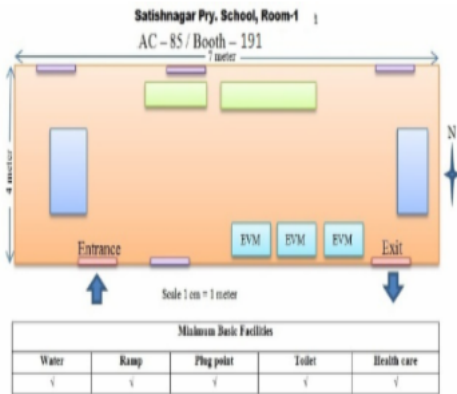 Satishnagar Pry. School, Room-1 1
AC – 85 / Booth – 191
7 meter
4 meter
N
EVM EVM EVM
Entrance Exit
Scale 1 cm = 1 meter
Minimum Basic Facilities
Water Ramp Plug point Toilet Health care
√ √ √ √ √